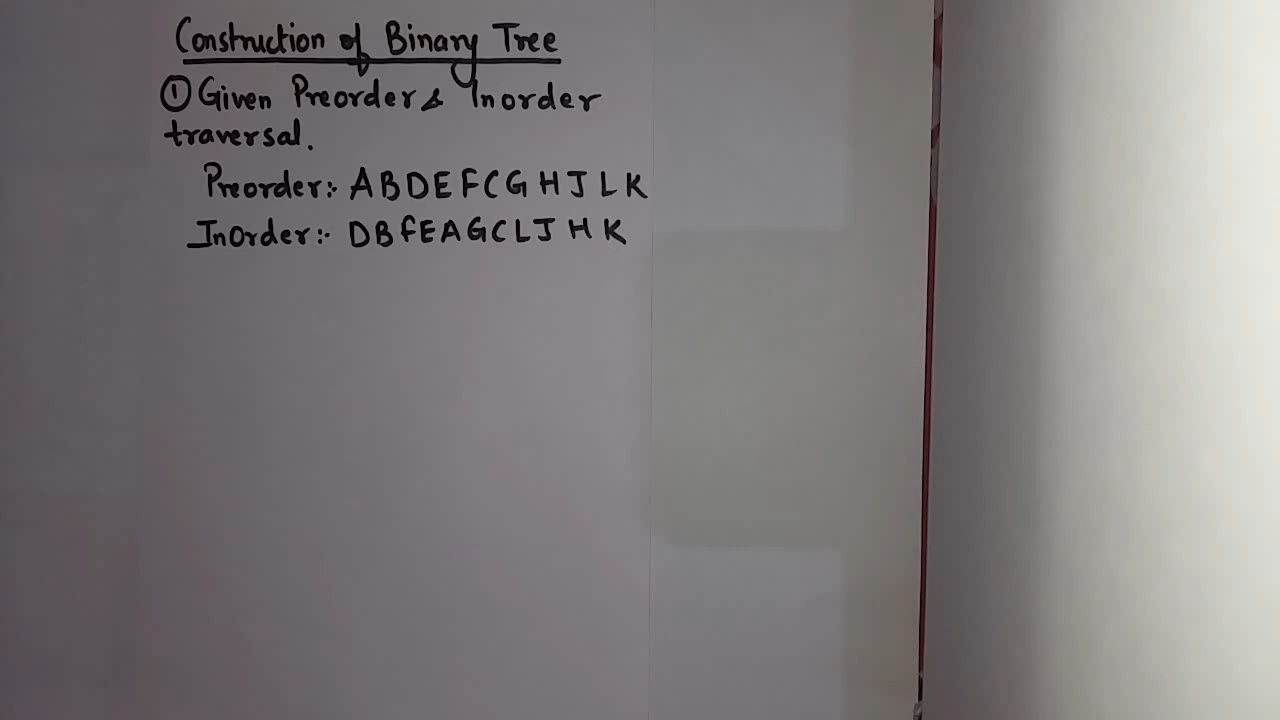 Construction of Binary Tree
① Given Preorder & Inorder
traversal.
Preorder:- A B D E F C G H J L K
InOrder:- D B f E A G C L J H K